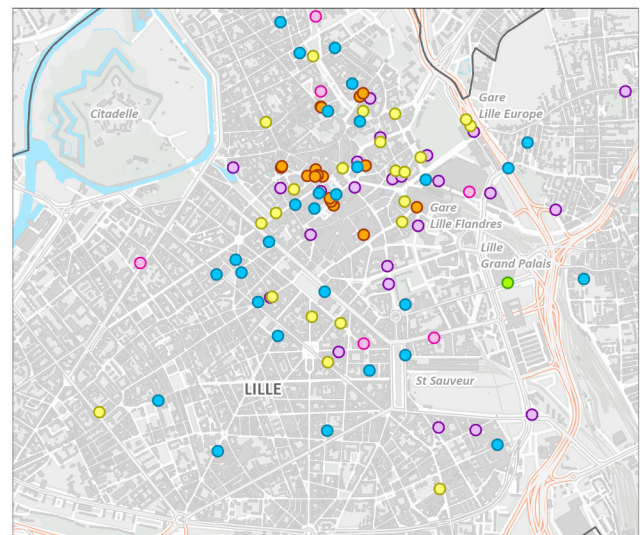 Citadelle
Gare
Lille Europe
Gare
Lille Flandres
Lille
Grand Palais
St Sauveur
LILLE